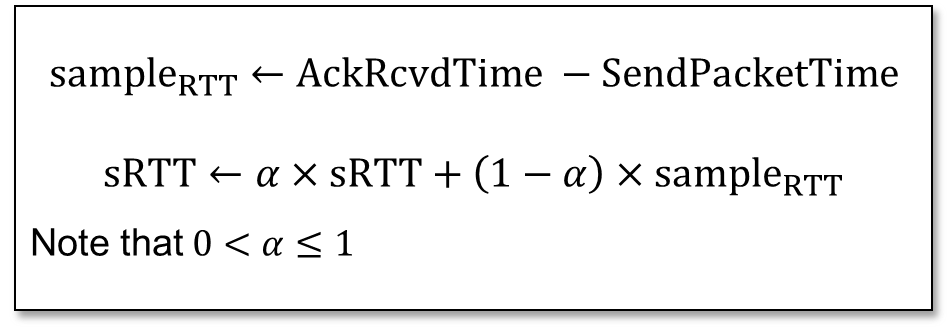 sample_RTT ← AckRcvdTime − SendPacketTime
sRTT ← α × sRTT + (1 − α) × sample_RTT
Note that 0 < α ≤ 1